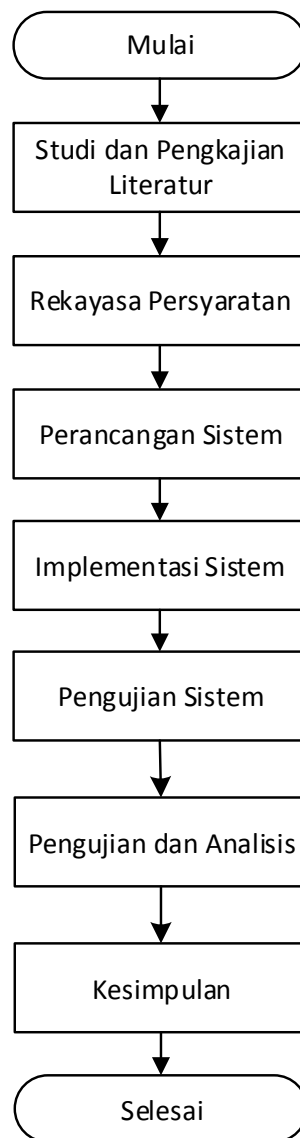 Mulai
Studi dan Pengkajian
Literatur
Rekayasa Persyaratan
Perancangan Sistem
Implementasi Sistem
Pengujian Sistem
Pengujian dan Analisis
Kesimpulan
Selesai